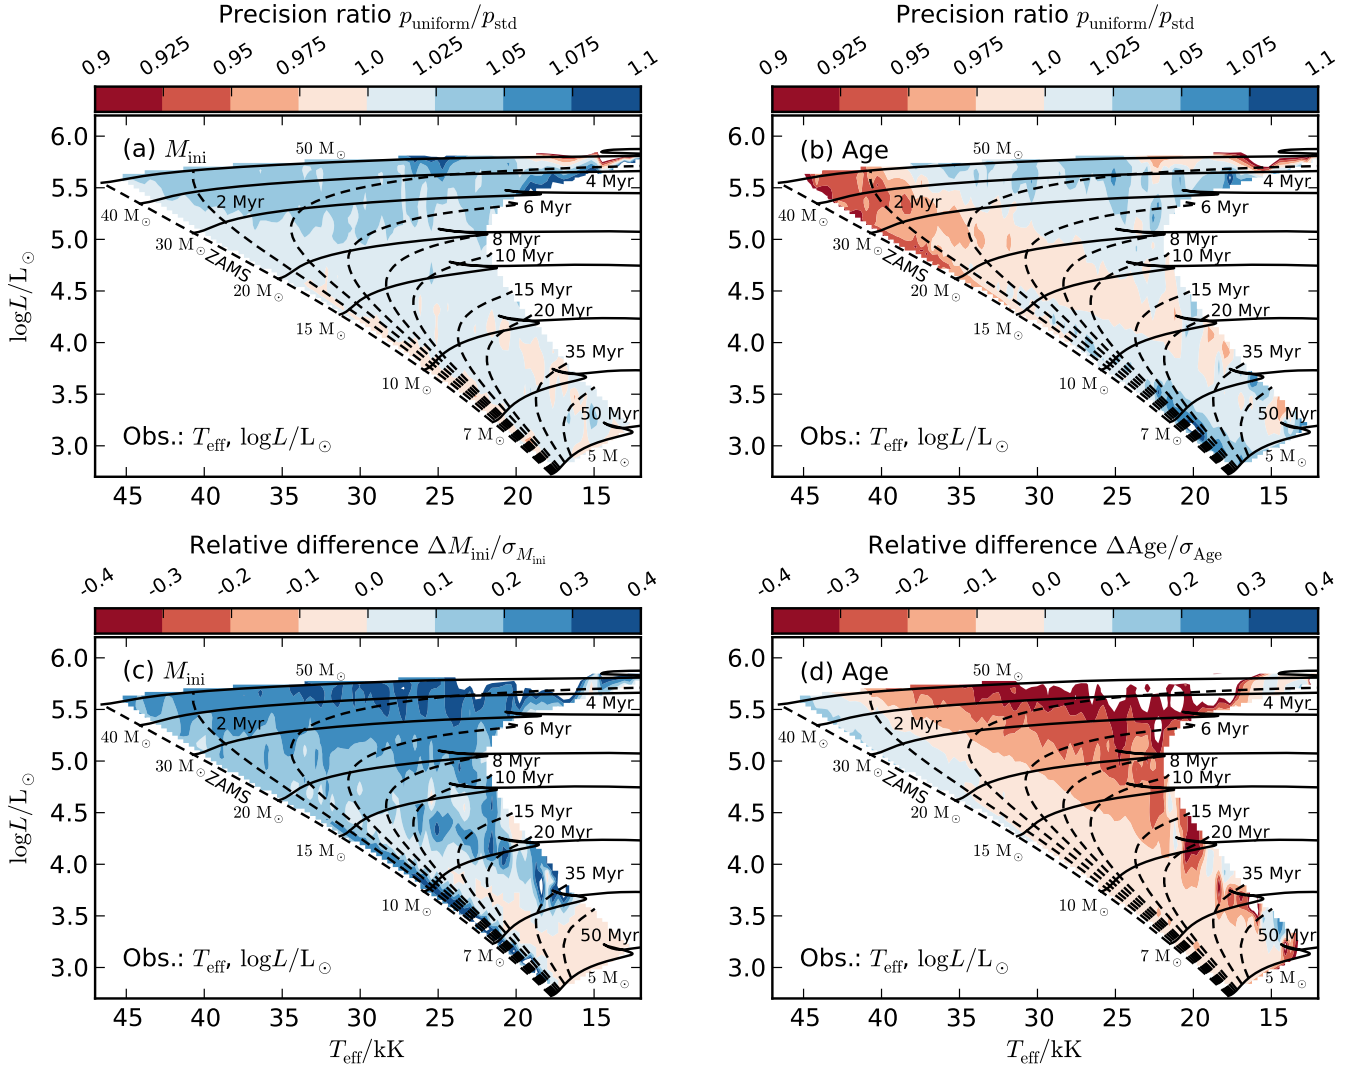 Precision ratio p_uniform/p_std
0.9 0.925 0.95 0.975 1.0 1.025 1.05 1.075 1.1
(a) M_ini
50 M☉
4 Myr
2 Myr
6 Myr
40 M☉
30 M☉
8 Myr
ZAMS
10 Myr
20 M☉
15 Myr
15 M☉
20 Myr
35 Myr
10 M☉
50 Myr
7 M☉
5 M☉
Obs.: T_eff, logL/L☉
6.0
5.5
5.0
4.5
4.0
3.5
3.0
logL/L☉
45 40 35 30 25 20 15
Precision ratio p_uniform/p_std
0.9 0.925 0.95 0.975 1.0 1.025 1.05 1.075 1.1
(b) Age
50 M☉
4 Myr
2 Myr
6 Myr
40 M☉
30 M☉
8 Myr
ZAMS
10 Myr
20 M☉
15 Myr
15 M☉
20 Myr
35 Myr
10 M☉
50 Myr
7 M☉
5 M☉
Obs.: T_eff, logL/L☉
6.0
5.5
5.0
4.5
4.0
3.5
3.0
45 40 35 30 25 20 15
Relative difference ΔM_ini/σ_M_ini
-0.4 -0.3 -0.2 -0.1 0.0 0.1 0.2 0.3 0.4
(c) M_ini
50 M☉
4 Myr
2 Myr
6 Myr
40 M☉
30 M☉
8 Myr
ZAMS
10 Myr
20 M☉
15 Myr
15 M☉
20 Myr
35 Myr
10 M☉
50 Myr
7 M☉
5 M☉
Obs.: T_eff, logL/L☉
6.0
5.5
5.0
4.5
4.0
3.5
3.0
logL/L☉
45 40 35 30 25 20 15
T_eff/kK
Relative difference ΔAge/σ_Age
-0.4 -0.3 -0.2 -0.1 0.0 0.1 0.2 0.3 0.4
(d) Age
50 M☉
4 Myr
2 Myr
6 Myr
40 M☉
30 M☉
8 Myr
ZAMS
10 Myr
20 M☉
15 Myr
15 M☉
20 Myr
35 Myr
10 M☉
50 Myr
7 M☉
5 M☉
Obs.: T_eff, logL/L☉
6.0
5.5
5.0
4.5
4.0
3.5
3.0
45 40 35 30 25 20 15
T_eff/kK